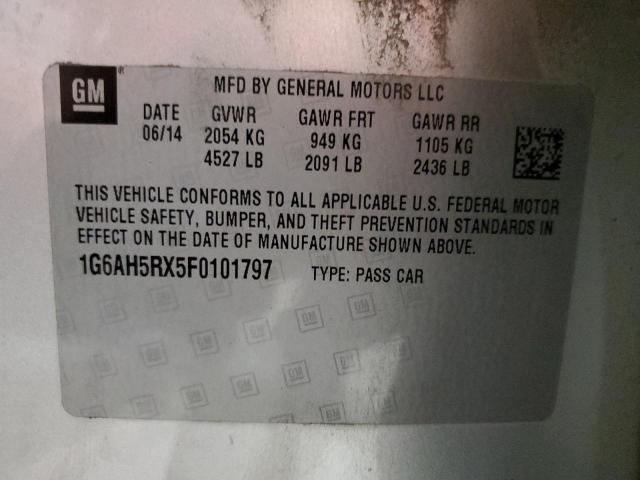 GM®
MFD BY GENERAL MOTORS LLC
DATE GVWR GAWR FRT GAWR RR
06/14 2054 KG 949 KG 1105 KG
4527 LB 2091 LB 2436 LB
THIS VEHICLE CONFORMS TO ALL APPLICABLE U.S. FEDERAL MOTOR
VEHICLE SAFETY, BUMPER, AND THEFT PREVENTION STANDARDS IN
EFFECT ON THE DATE OF MANUFACTURE SHOWN ABOVE.
1G6AH5RX5F0101797 TYPE: PASS CAR